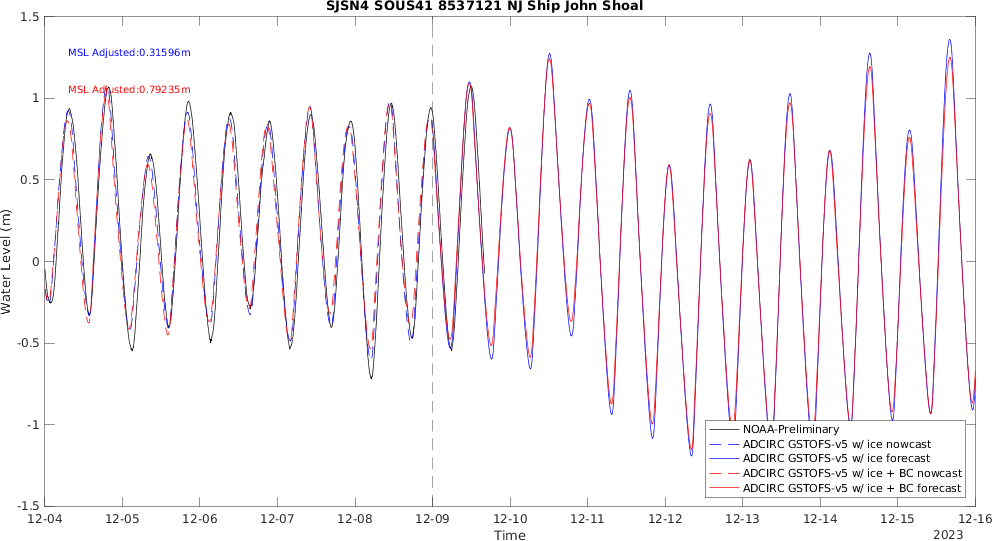 SJSN4 SOUS41 8537121 NJ Ship John Shoal
1.5
MSL Adjusted:0.31596m
MSL Adjusted:0.79235m
1
0.5
0
-0.5
-1
-1.5
Water Level (m)
NOAA-Preliminary
ADCIRC GSTOFS-v5 w/ ice nowcast
ADCIRC GSTOFS-v5 w/ ice forecast
ADCIRC GSTOFS-v5 w/ ice + BC nowcast
ADCIRC GSTOFS-v5 w/ ice + BC forecast
12-04 12-05 12-06 12-07 12-08 12-09 12-10 12-11 12-12 12-13 12-14 12-15 12-16
Time
2023